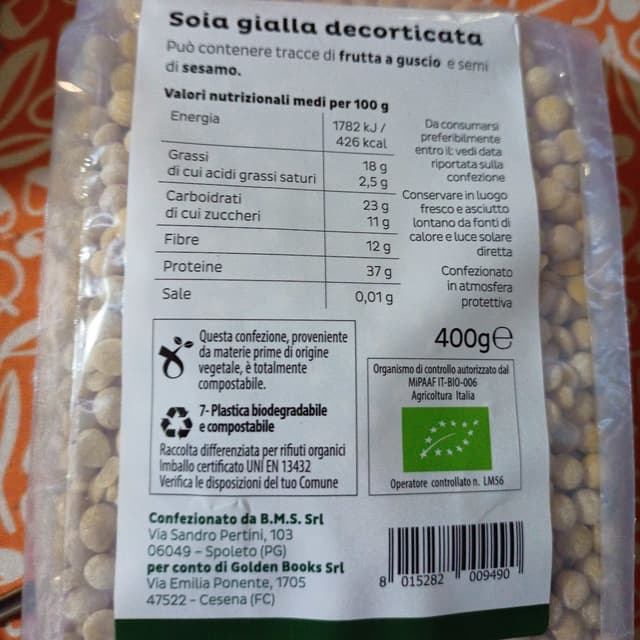 Soia gialla decorticata
Può contenere tracce di frutta a guscio e semi
di sesamo.
Valori nutrizionali medi per 100 g
Energia
1782 kJ /
426 kcal
Grassi
18 g
di cui acidi grassi saturi
2,5 g
Carboidrati
23 g
di cui zuccheri
11 g
Fibre
12 g
Proteine
37 g
Sale
0,01 g
Da consumarsi
preferibilmente
entro il: vedi data
riportata sulla
confezione
Conservare in luogo
fresco e asciutto
lontano da fonti di
calore e luce solare
diretta
Confezionato
in atmosfera
protettiva
400g℮
Questa confezione, proveniente
da materie prime di origine
vegetale, è totalmente
compostabile.
7- Plastica biodegradabile
e compostabile
Raccolta differenziata per rifiuti organici
Imballo certificato UNI EN 13432
Verifica le disposizioni del tuo Comune
Organismo di controllo autorizzato dal
MiPAAF IT-BIO-006
Agricoltura Italia
Operatore controllato n. LM56
Confezionato da B.M.S. Srl
Via Sandro Pertini, 103
06049 - Spoleto (PG)
per conto di Golden Books Srl
Via Emilia Ponente, 1705
47522 - Cesena (FC)
8 015282 009490